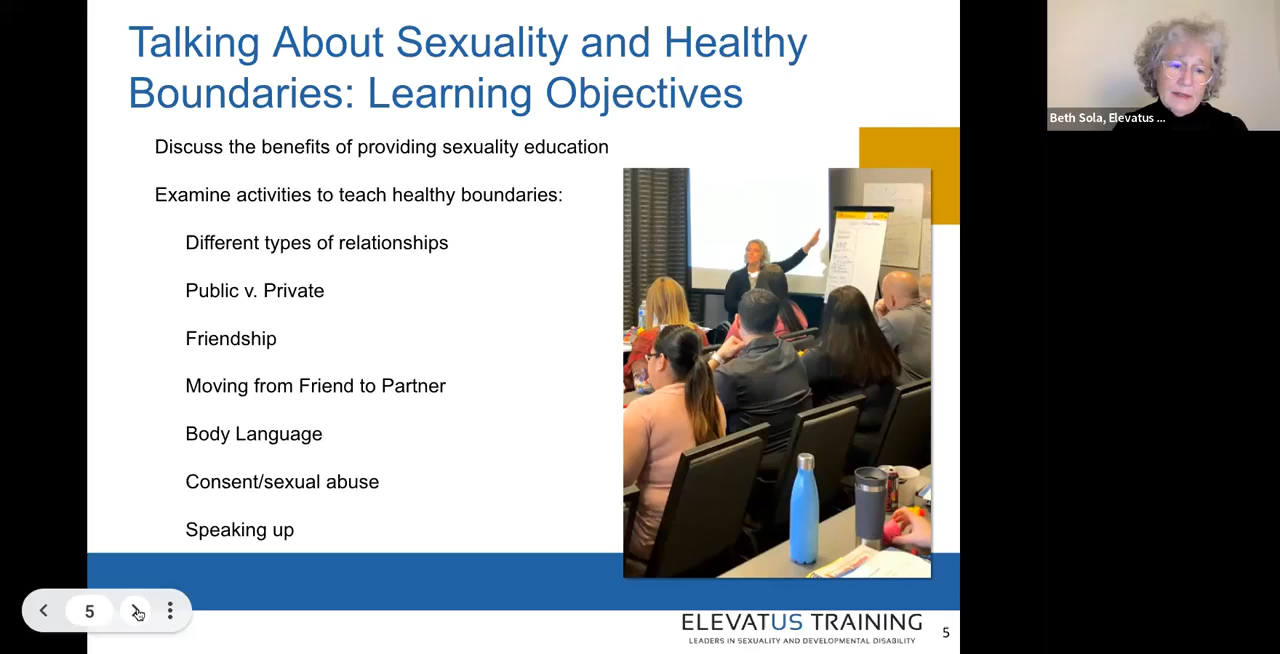 Talking About Sexuality and Healthy
Boundaries: Learning Objectives
Discuss the benefits of providing sexuality education
Examine activities to teach healthy boundaries:
Different types of relationships
Public v. Private
Friendship
Moving from Friend to Partner
Body Language
Consent/sexual abuse
Speaking up
Beth Sola, Elevatus ...
5
ELEVATUS TRAINING
LEADERS IN SEXUALITY AND DEVELOPMENTAL DISABILITY
5